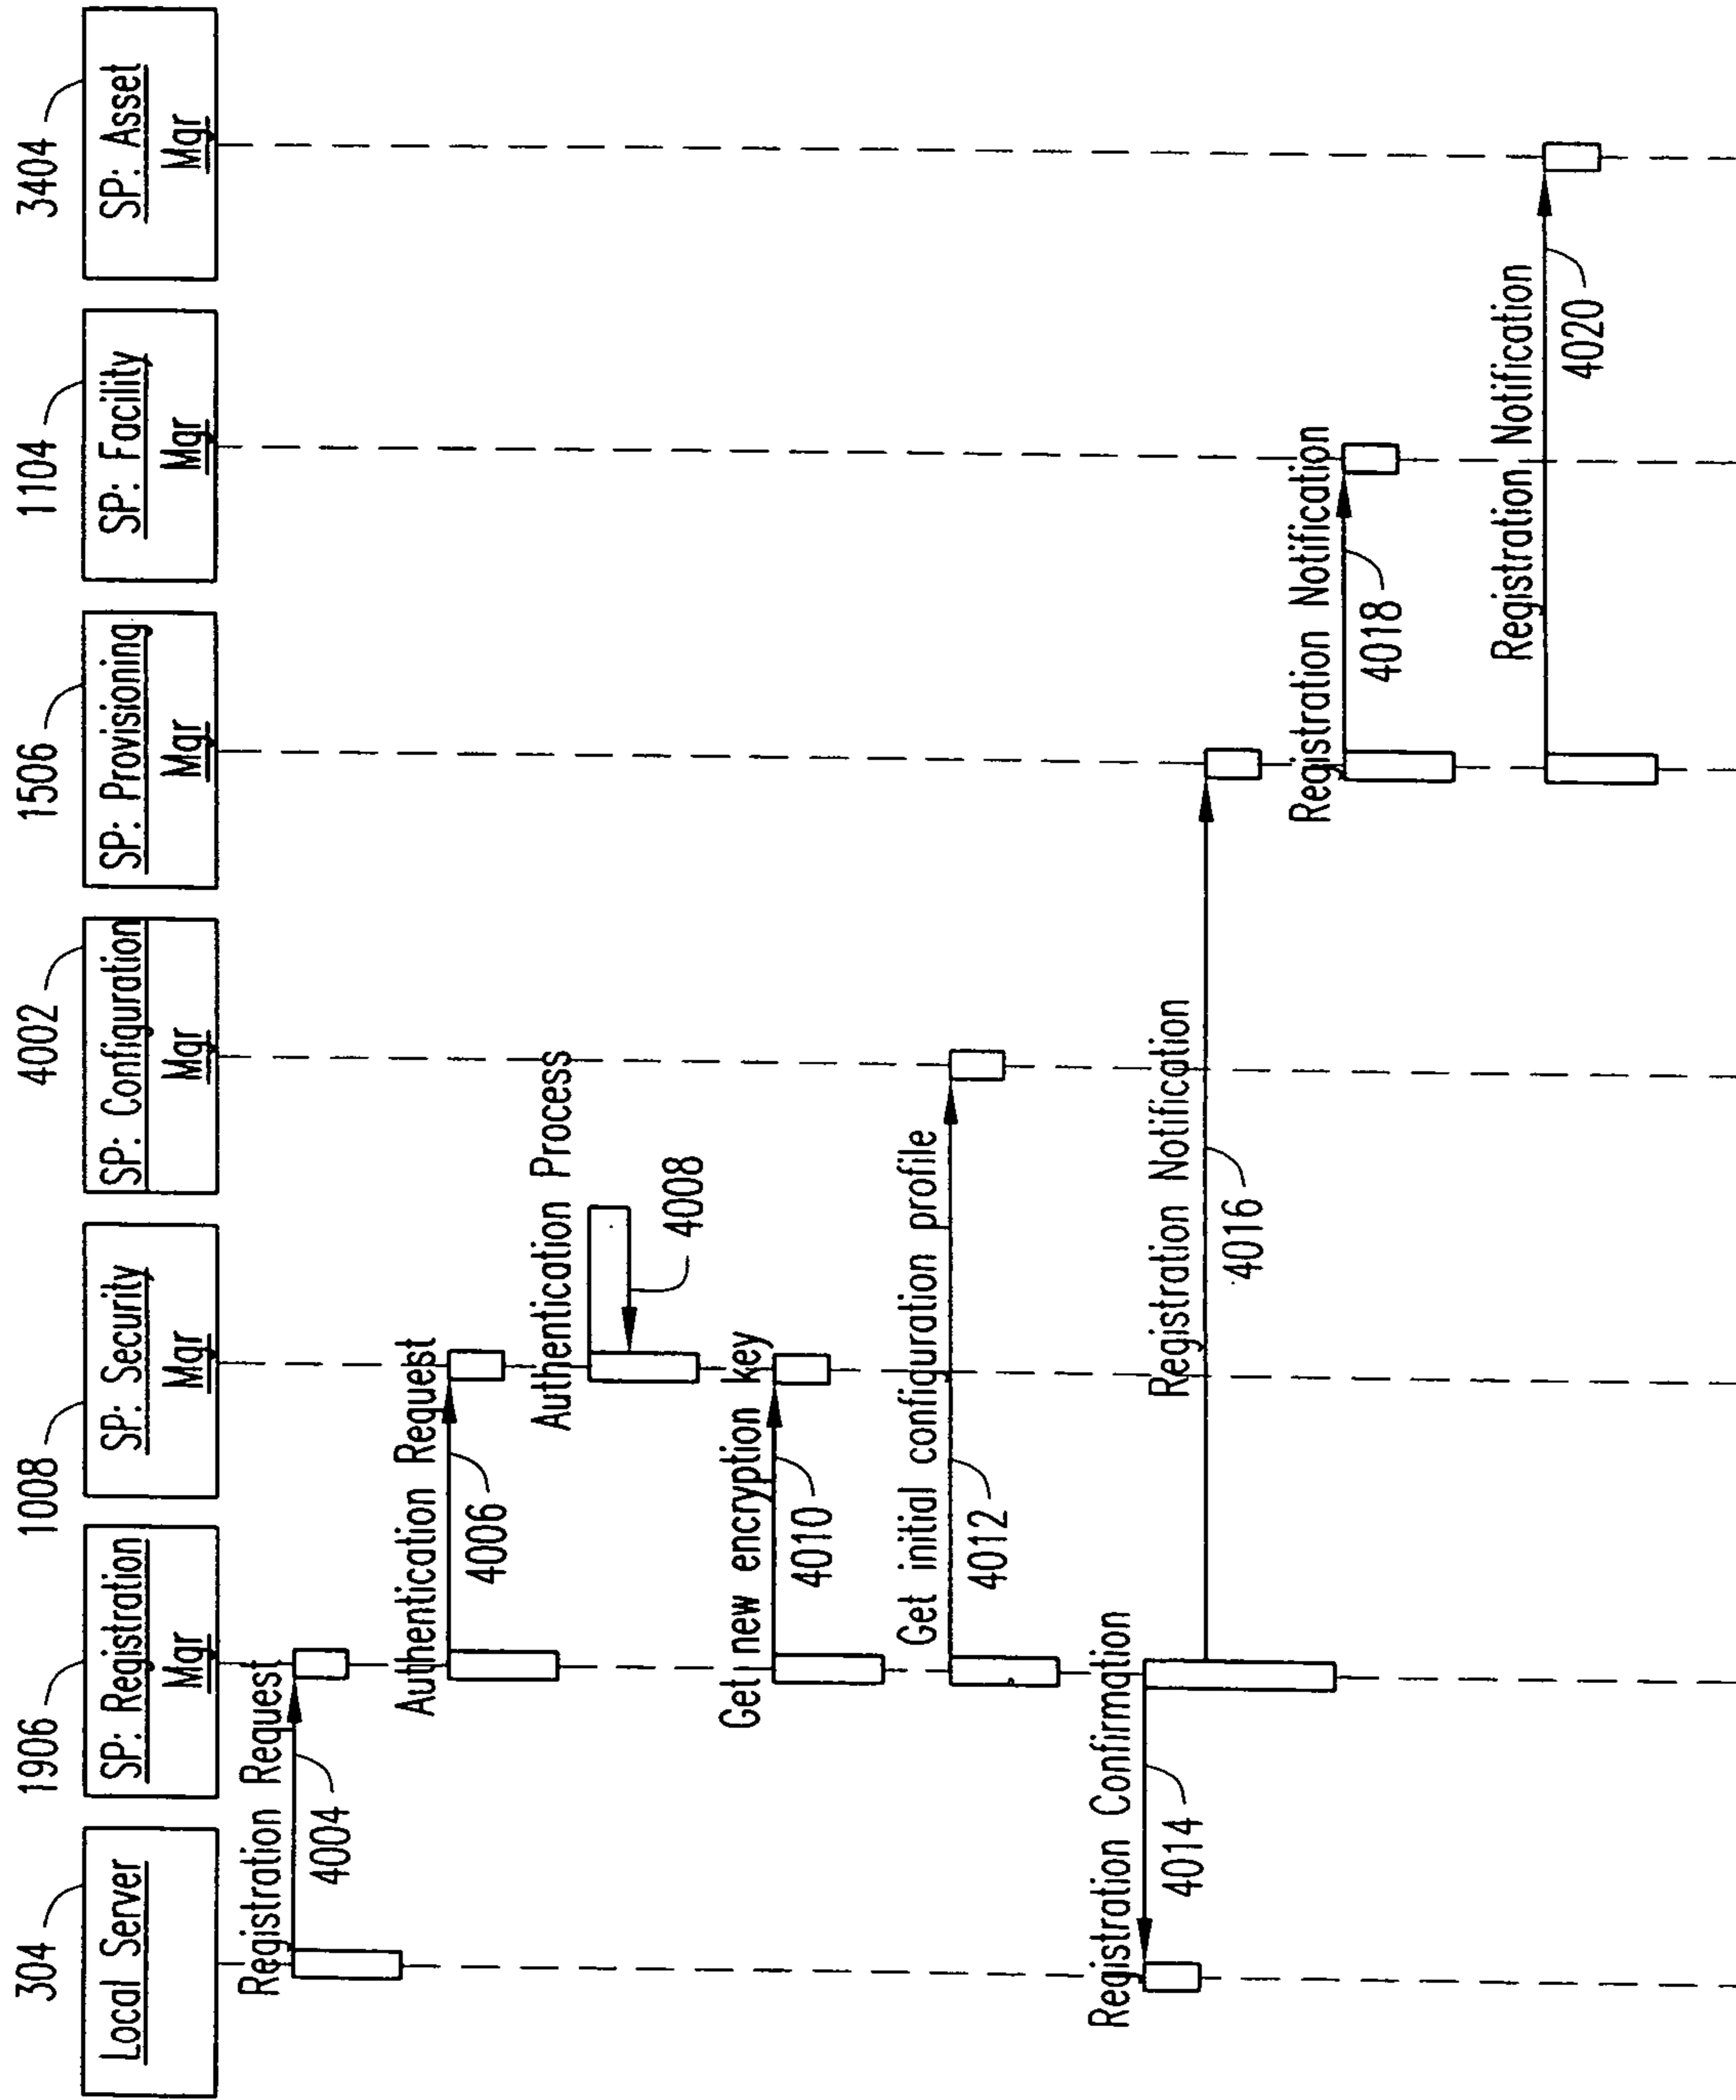 304
1906
1008
4002
1506
1104
3404
Local Server
SP: Registration
Mgr
SP: Security
Mgr
SP: Configuration
Mgr
SP: Provisioning
Mgr
SP: Facility
Mgr
SP: Asset
Mgr
Registration Request
4004
Authentication Request
4006
Authentication Process
4008
Get new encryption key
4010
Get initial configuration profile
4012
Registration Confirmation
4014
Registration Notification
4016
Registration Notification
4018
Registration Notification
4020